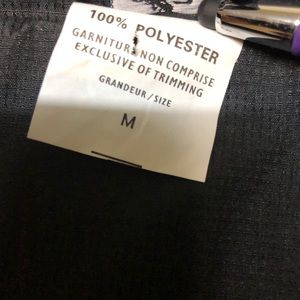 100% POLYESTER
GARNITURE NON COMPRISE
EXCLUSIVE OF TRIMMING
GRANDEUR/SIZE
M